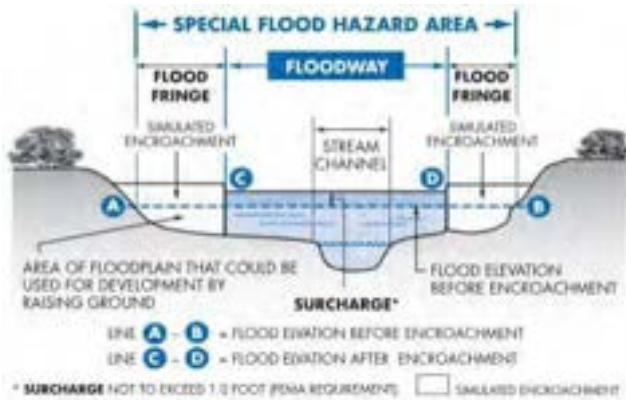 SPECIAL FLOOD HAZARD AREA
FLOOD
FRINGE
FLOODWAY
FLOOD
FRINGE
SIMULATED
ENCROACHMENT
STREAM
CHANNEL
SIMULATED
ENCROACHMENT
C
D
A
B
AREA OF FLOODPLAIN THAT COULD BE
USED FOR DEVELOPMENT BY
RAISING GROUND
FLOOD ELEVATION
BEFORE ENCROACHMENT
SURCHARGE*
LINE A - B = FLOOD ELVATION BEFORE ENCROACHMENT
LINE C - D = FLOOD ELVATION AFTER ENCROACHMENT
* SURCHARGE NOT TO EXCEED 1.0 FOOT (FEMA REQUIREMENT)
SIMULATED ENCROACHMENT